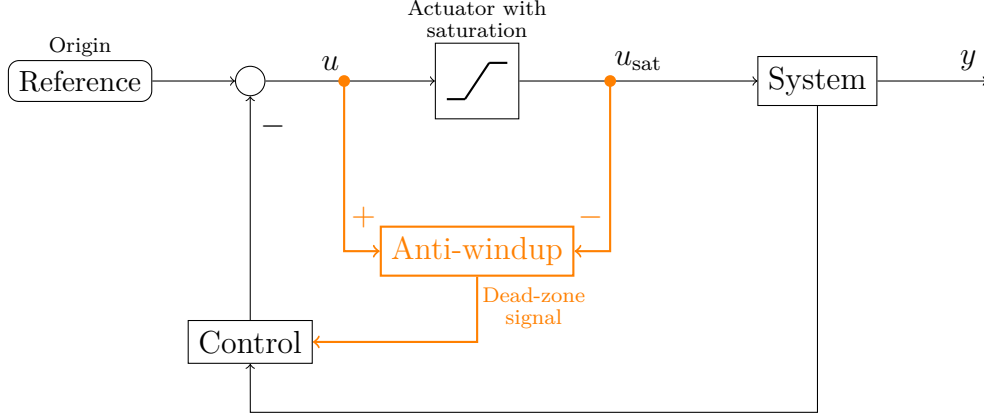 Actuator with
saturation
Origin
Reference
u
u_sat
System
y
−
+
−
Anti-windup
Dead-zone
signal
Control